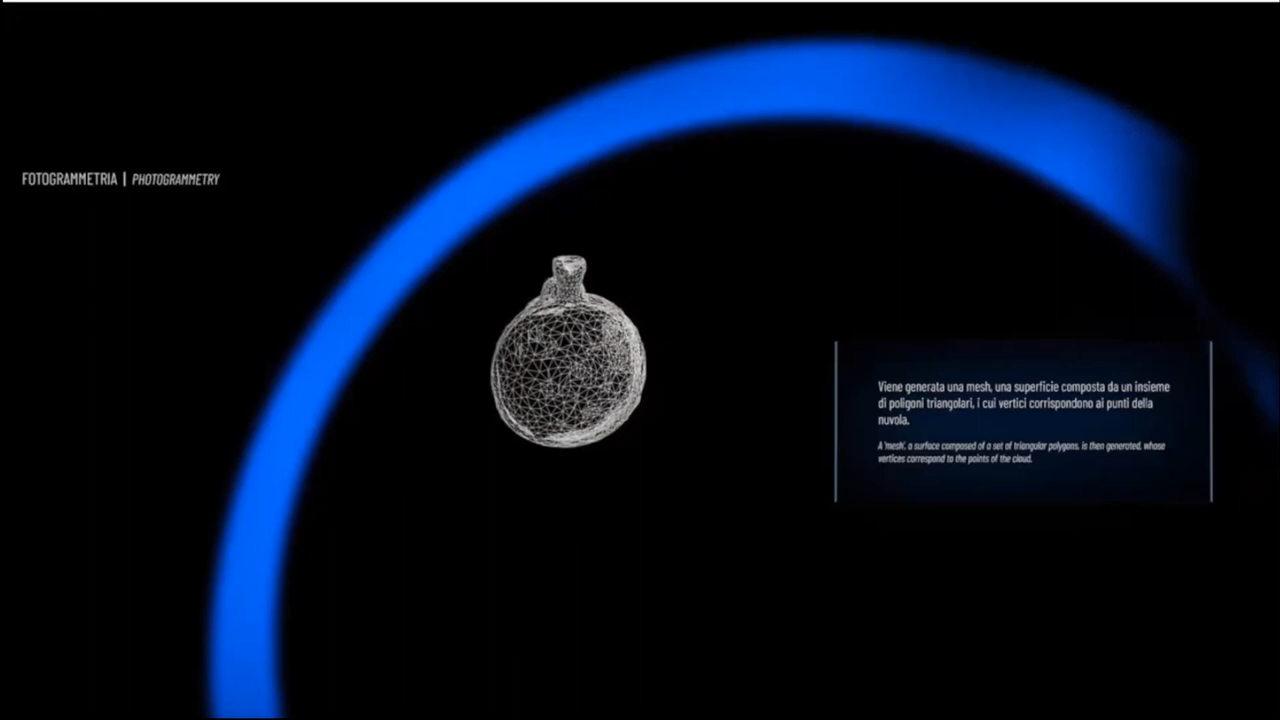 FOTOGRAMMETRIA | PHOTOGRAMMETRY
Viene generata una mesh, una superficie composta da un insieme
di poligoni triangolari, i cui vertici corrispondono ai punti della
nuvola.
A 'mesh', a surface composed of a set of triangular polygons, is then generated, whose
vertices correspond to the points of the cloud.